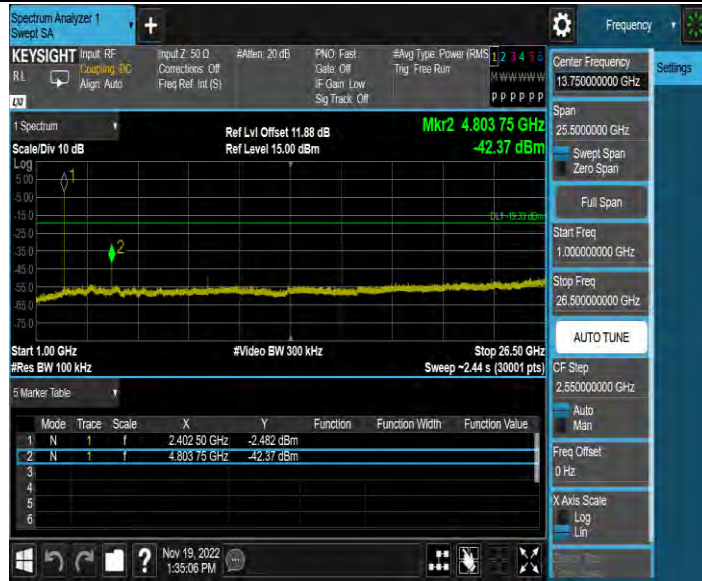 Spectrum Analyzer 1
Swept SA
+
Frequency
KEYSIGHT
RL
LXI
Input: RF
Coupling: DC
Align: Auto
Input Z: 50 Ω
Corrections: Off
Freq Ref: Int (S)
#Atten: 20 dB
PNO: Fast
Gate: Off
IF Gain: Low
Sig Track: Off
#Avg Type: Power (RMS
Trig: Free Run
1 2 3 4 5 6
M W W W W W
P P P P P P
Center Frequency
13.750000000 GHz
Settings
Span
25.5000000 GHz
Swept Span
Zero Span
Full Span
Start Freq
1.000000000 GHz
Stop Freq
26.500000000 GHz
AUTO TUNE
CF Step
2.550000000 GHz
Auto
Man
Freq Offset
0 Hz
X Axis Scale
Log
Lin
1 Spectrum
Scale/Div 10 dB
Ref Lvl Offset 11.88 dB
Ref Level 15.00 dBm
Mkr2 4.803 75 GHz
-42.37 dBm
Log
5.00
-5.00
-15.0
-25.0
-35.0
-45.0
-55.0
-65.0
-75.0
1
2
DL1 -19.33 dBm
Start 1.00 GHz
#Video BW 300 kHz
Stop 26.50 GHz
#Res BW 100 kHz
Sweep ~2.44 s (30001 pts)
5 Marker Table
Mode Trace Scale X Y Function Function Width Function Value
1 N 1 f 2.402 50 GHz -2.482 dBm
2 N 1 f 4.803 75 GHz -42.37 dBm
3
4
5
6
?
Nov 19, 2022
1:35:06 PM